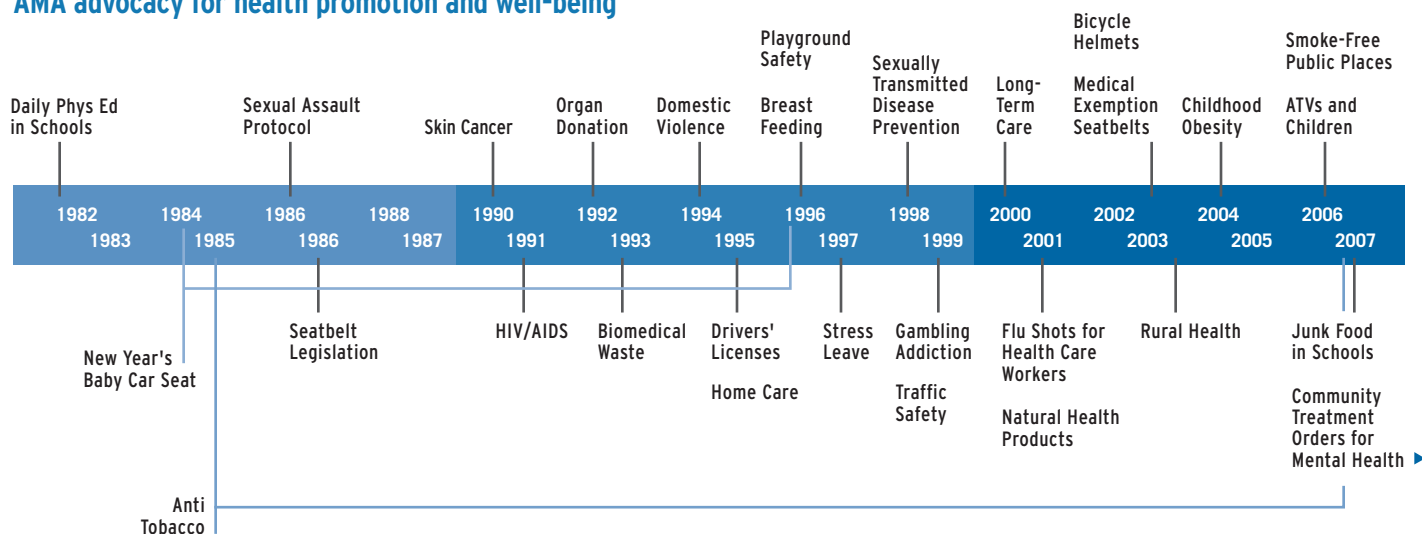 AMA advocacy for health promotion and well-being
Daily Phys Ed
in Schools
Sexual Assault
Protocol
Skin Cancer
Organ
Donation
Domestic
Violence
Playground
Safety
Breast
Feeding
Sexually
Transmitted
Disease
Prevention
Long-
Term
Care
Bicycle
Helmets
Medical
Exemption
Seatbelts
Childhood
Obesity
Smoke-Free
Public Places
ATVs and
Children
1982 1984 1986 1988 1990 1992 1994 1996 1998 2000 2002 2004 2006
1983 1985 1986 1987 1991 1993 1995 1997 1999 2001 2003 2005 2007
New Year's
Baby Car Seat
Anti
Tobacco
Seatbelt
Legislation
HIV/AIDS
Biomedical
Waste
Drivers'
Licenses
Home Care
Stress
Leave
Gambling
Addiction
Traffic
Safety
Flu Shots for
Health Care
Workers
Natural Health
Products
Rural Health
Junk Food
in Schools
Community
Treatment
Orders for
Mental Health